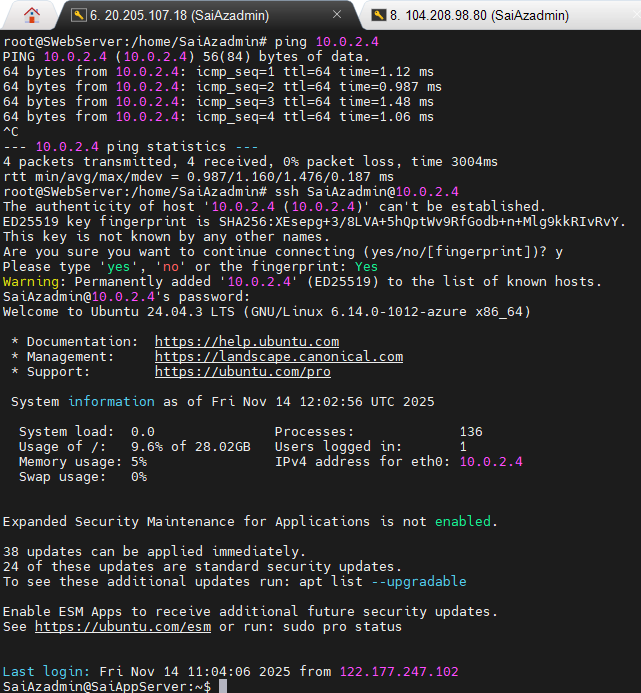 6. 20.205.107.18 (SaiAzadmin)
8. 104.208.98.80 (SaiAzadmin)
root@SWebServer:/home/SaiAzadmin# ping 10.0.2.4
PING 10.0.2.4 (10.0.2.4) 56(84) bytes of data.
64 bytes from 10.0.2.4: icmp_seq=1 ttl=64 time=1.12 ms
64 bytes from 10.0.2.4: icmp_seq=2 ttl=64 time=0.987 ms
64 bytes from 10.0.2.4: icmp_seq=3 ttl=64 time=1.48 ms
64 bytes from 10.0.2.4: icmp_seq=4 ttl=64 time=1.06 ms
^C
--- 10.0.2.4 ping statistics ---
4 packets transmitted, 4 received, 0% packet loss, time 3004ms
rtt min/avg/max/mdev = 0.987/1.160/1.476/0.187 ms
root@SWebServer:/home/SaiAzadmin# ssh SaiAzadmin@10.0.2.4
The authenticity of host '10.0.2.4 (10.0.2.4)' can't be established.
ED25519 key fingerprint is SHA256:XEsepg+3/8LVA+5hQptWv9RfGodb+n+Mlg9kkRIvRvY.
This key is not known by any other names.
Are you sure you want to continue connecting (yes/no/[fingerprint])? y
Please type 'yes', 'no' or the fingerprint: Yes
Warning: Permanently added '10.0.2.4' (ED25519) to the list of known hosts.
SaiAzadmin@10.0.2.4's password:
Welcome to Ubuntu 24.04.3 LTS (GNU/Linux 6.14.0-1012-azure x86_64)
* Documentation:  https://help.ubuntu.com
* Management:     https://landscape.canonical.com
* Support:        https://ubuntu.com/pro
System information as of Fri Nov 14 12:02:56 UTC 2025
System load:  0.0                Processes:             136
Usage of /:   9.6% of 28.02GB   Users logged in:       1
Memory usage: 5%                IPv4 address for eth0: 10.0.2.4
Swap usage:   0%
Expanded Security Maintenance for Applications is not enabled.
38 updates can be applied immediately.
24 of these updates are standard security updates.
To see these additional updates run: apt list --upgradable
Enable ESM Apps to receive additional future security updates.
See https://ubuntu.com/esm or run: sudo pro status
Last login: Fri Nov 14 11:04:06 2025 from 122.177.247.102
SaiAzadmin@SaiAppServer:~$